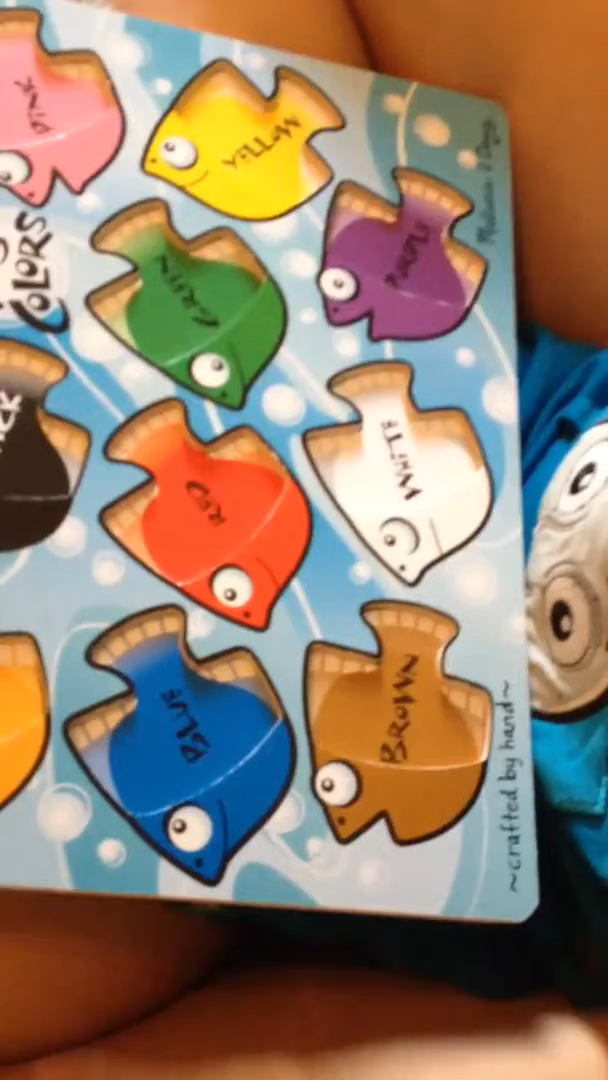 PINK
YELLOW
PURPLE
GREEN
COLORS
WHITE
RED
BROWN
BLUE
~crafted by hand~